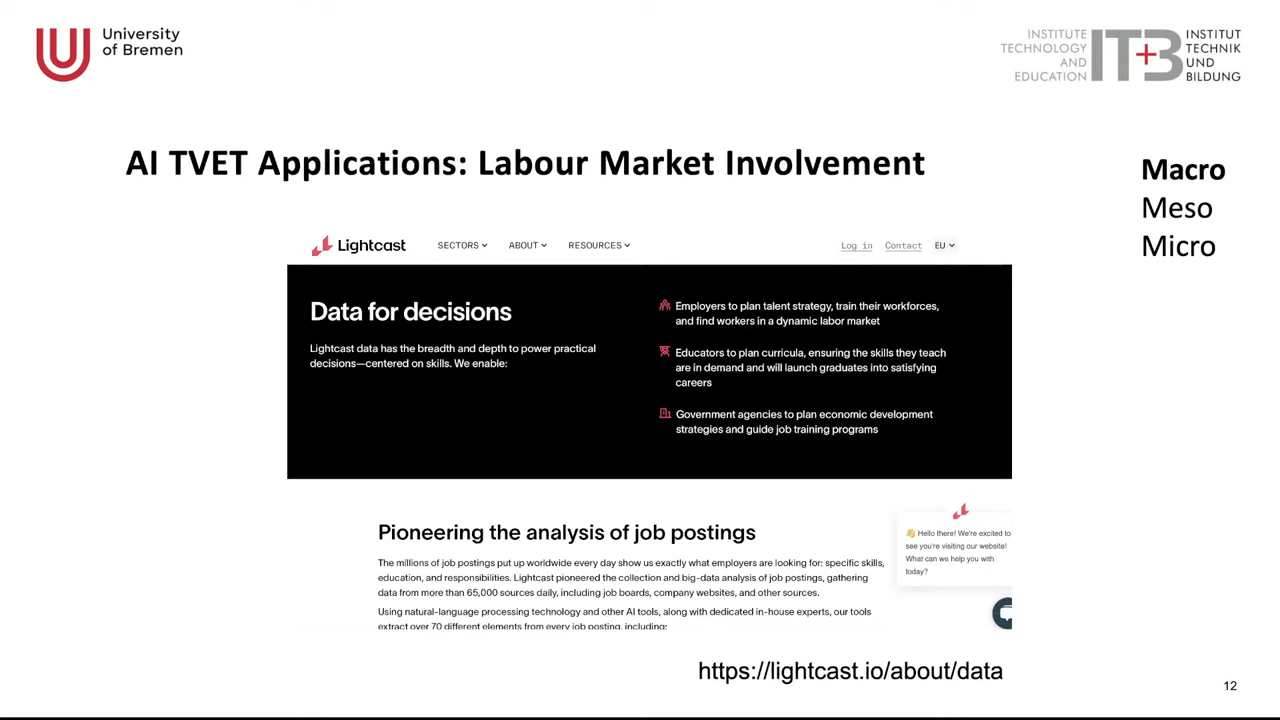 University
of Bremen
INSTITUTE
TECHNOLOGY
AND
EDUCATION
IT+B
INSTITUT
TECHNIK
UND
BILDUNG
AI TVET Applications: Labour Market Involvement
Macro
Meso
Micro
Lightcast
SECTORS
ABOUT
RESOURCES
Log in
Contact
EU
Data for decisions
Lightcast data has the breadth and depth to power practical
decisions—centered on skills. We enable:
Employers to plan talent strategy, train their workforces,
and find workers in a dynamic labor market
Educators to plan curricula, ensuring the skills they teach
are in demand and will launch graduates into satisfying
careers
Government agencies to plan economic development
strategies and guide job training programs
Pioneering the analysis of job postings
The millions of job postings put up worldwide every day show us exactly what employers are looking for: specific skills,
education, and responsibilities. Lightcast pioneered the collection and big-data analysis of job postings, gathering
data from more than 65,000 sources daily, including job boards, company websites, and other sources.
Using natural-language processing technology and other AI tools, along with dedicated in-house experts, our tools
extract over 70 different elements from every job posting, including:
👋 Hello there! We're excited to
see you're visiting our website!
What can we help you with
today?
https://lightcast.io/about/data
12